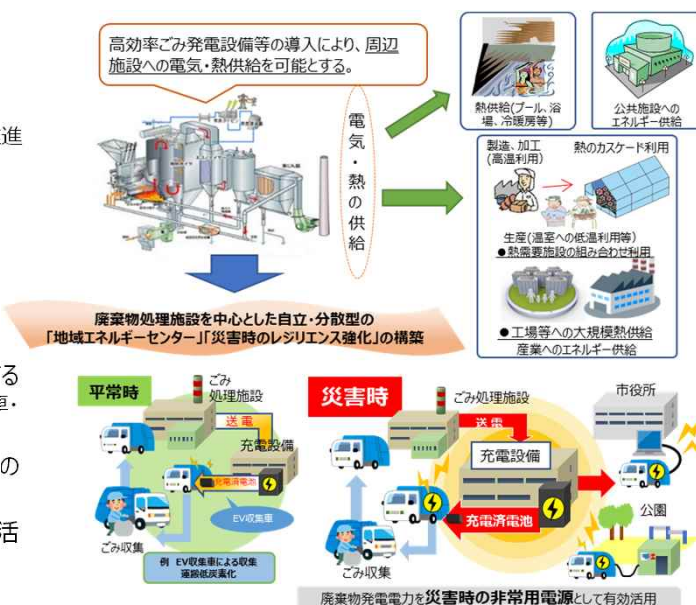 高効率ごみ発電設備等の導入により、周辺
施設への電気・熱供給を可能とする。
進
電気・熱の供給
熱供給(プール、浴
場、冷暖房等)
公共施設への
エネルギー供給
製造、加工
(高温利用)
熱のカスケード利用
生産(温室への低温利用等)
●熱需要施設の組み合わせ利用
●工場等への大規模熱供給
産業へのエネルギー供給
廃棄物処理施設を中心とした自立・分散型の
「地域エネルギーセンター」「災害時のレジリエンス強化」の構築
る
・
の
活
平常時
ごみ
処理施設
送電
充電設備
充電済電池
EV収集車
ごみ収集
例 EV収集車による収集
運搬低炭素化
災害時
ごみ処理施設
送電
充電設備
充電済電池
ごみ収集
市役所
公園
廃棄物発電電力を災害時の非常用電源として有効活用